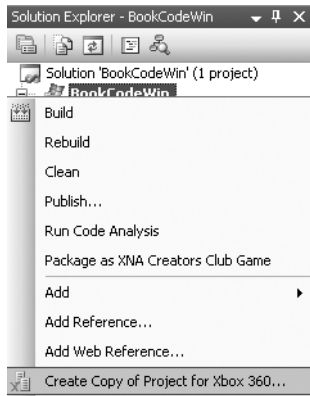 Solution Explorer - BookCodeWin
Solution 'BookCodeWin' (1 project)
BookCodeWin
Build
Rebuild
Clean
Publish...
Run Code Analysis
Package as XNA Creators Club Game
Add
Add Reference...
Add Web Reference...
Create Copy of Project for Xbox 360...